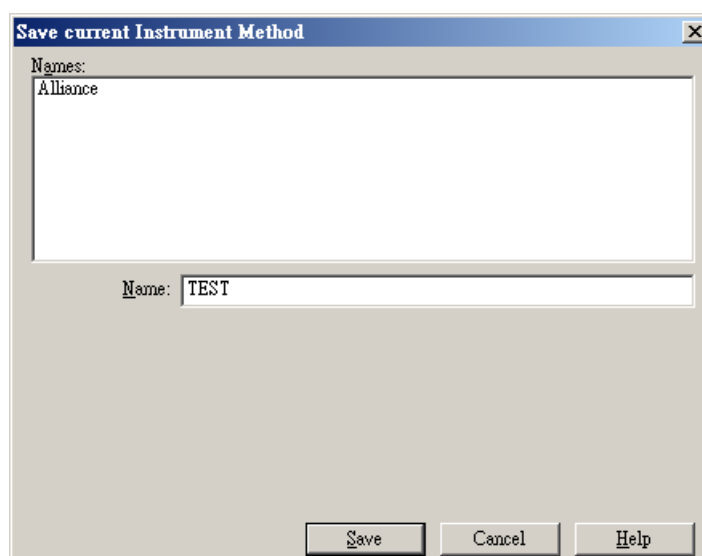 Save current Instrument Method
Names:
Alliance
Name: TEST
Save Cancel Help